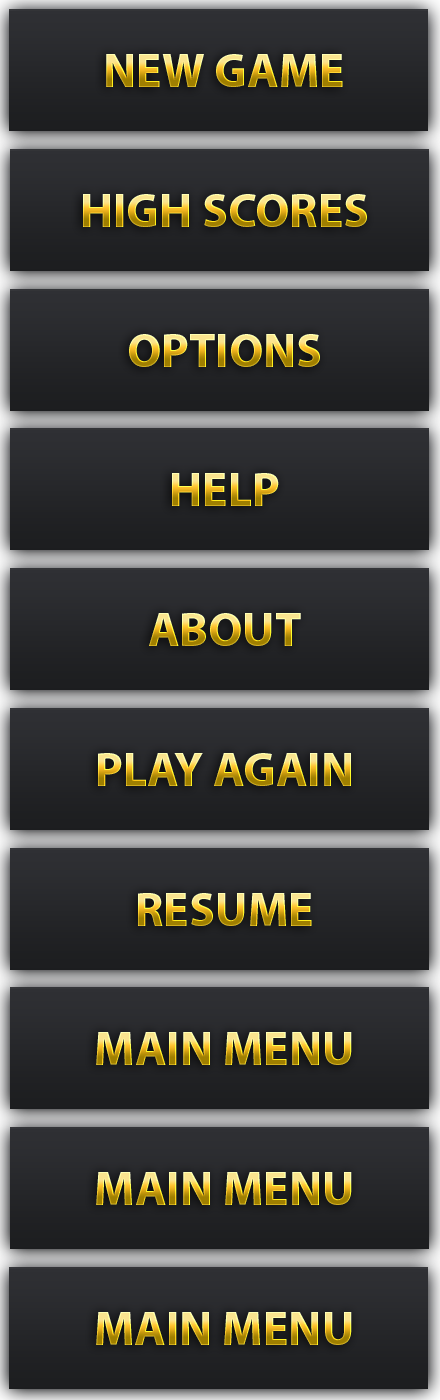 NEW GAME
HIGH SCORES
OPTIONS
HELP
ABOUT
PLAY AGAIN
RESUME
MAIN MENU
MAIN MENU
MAIN MENU